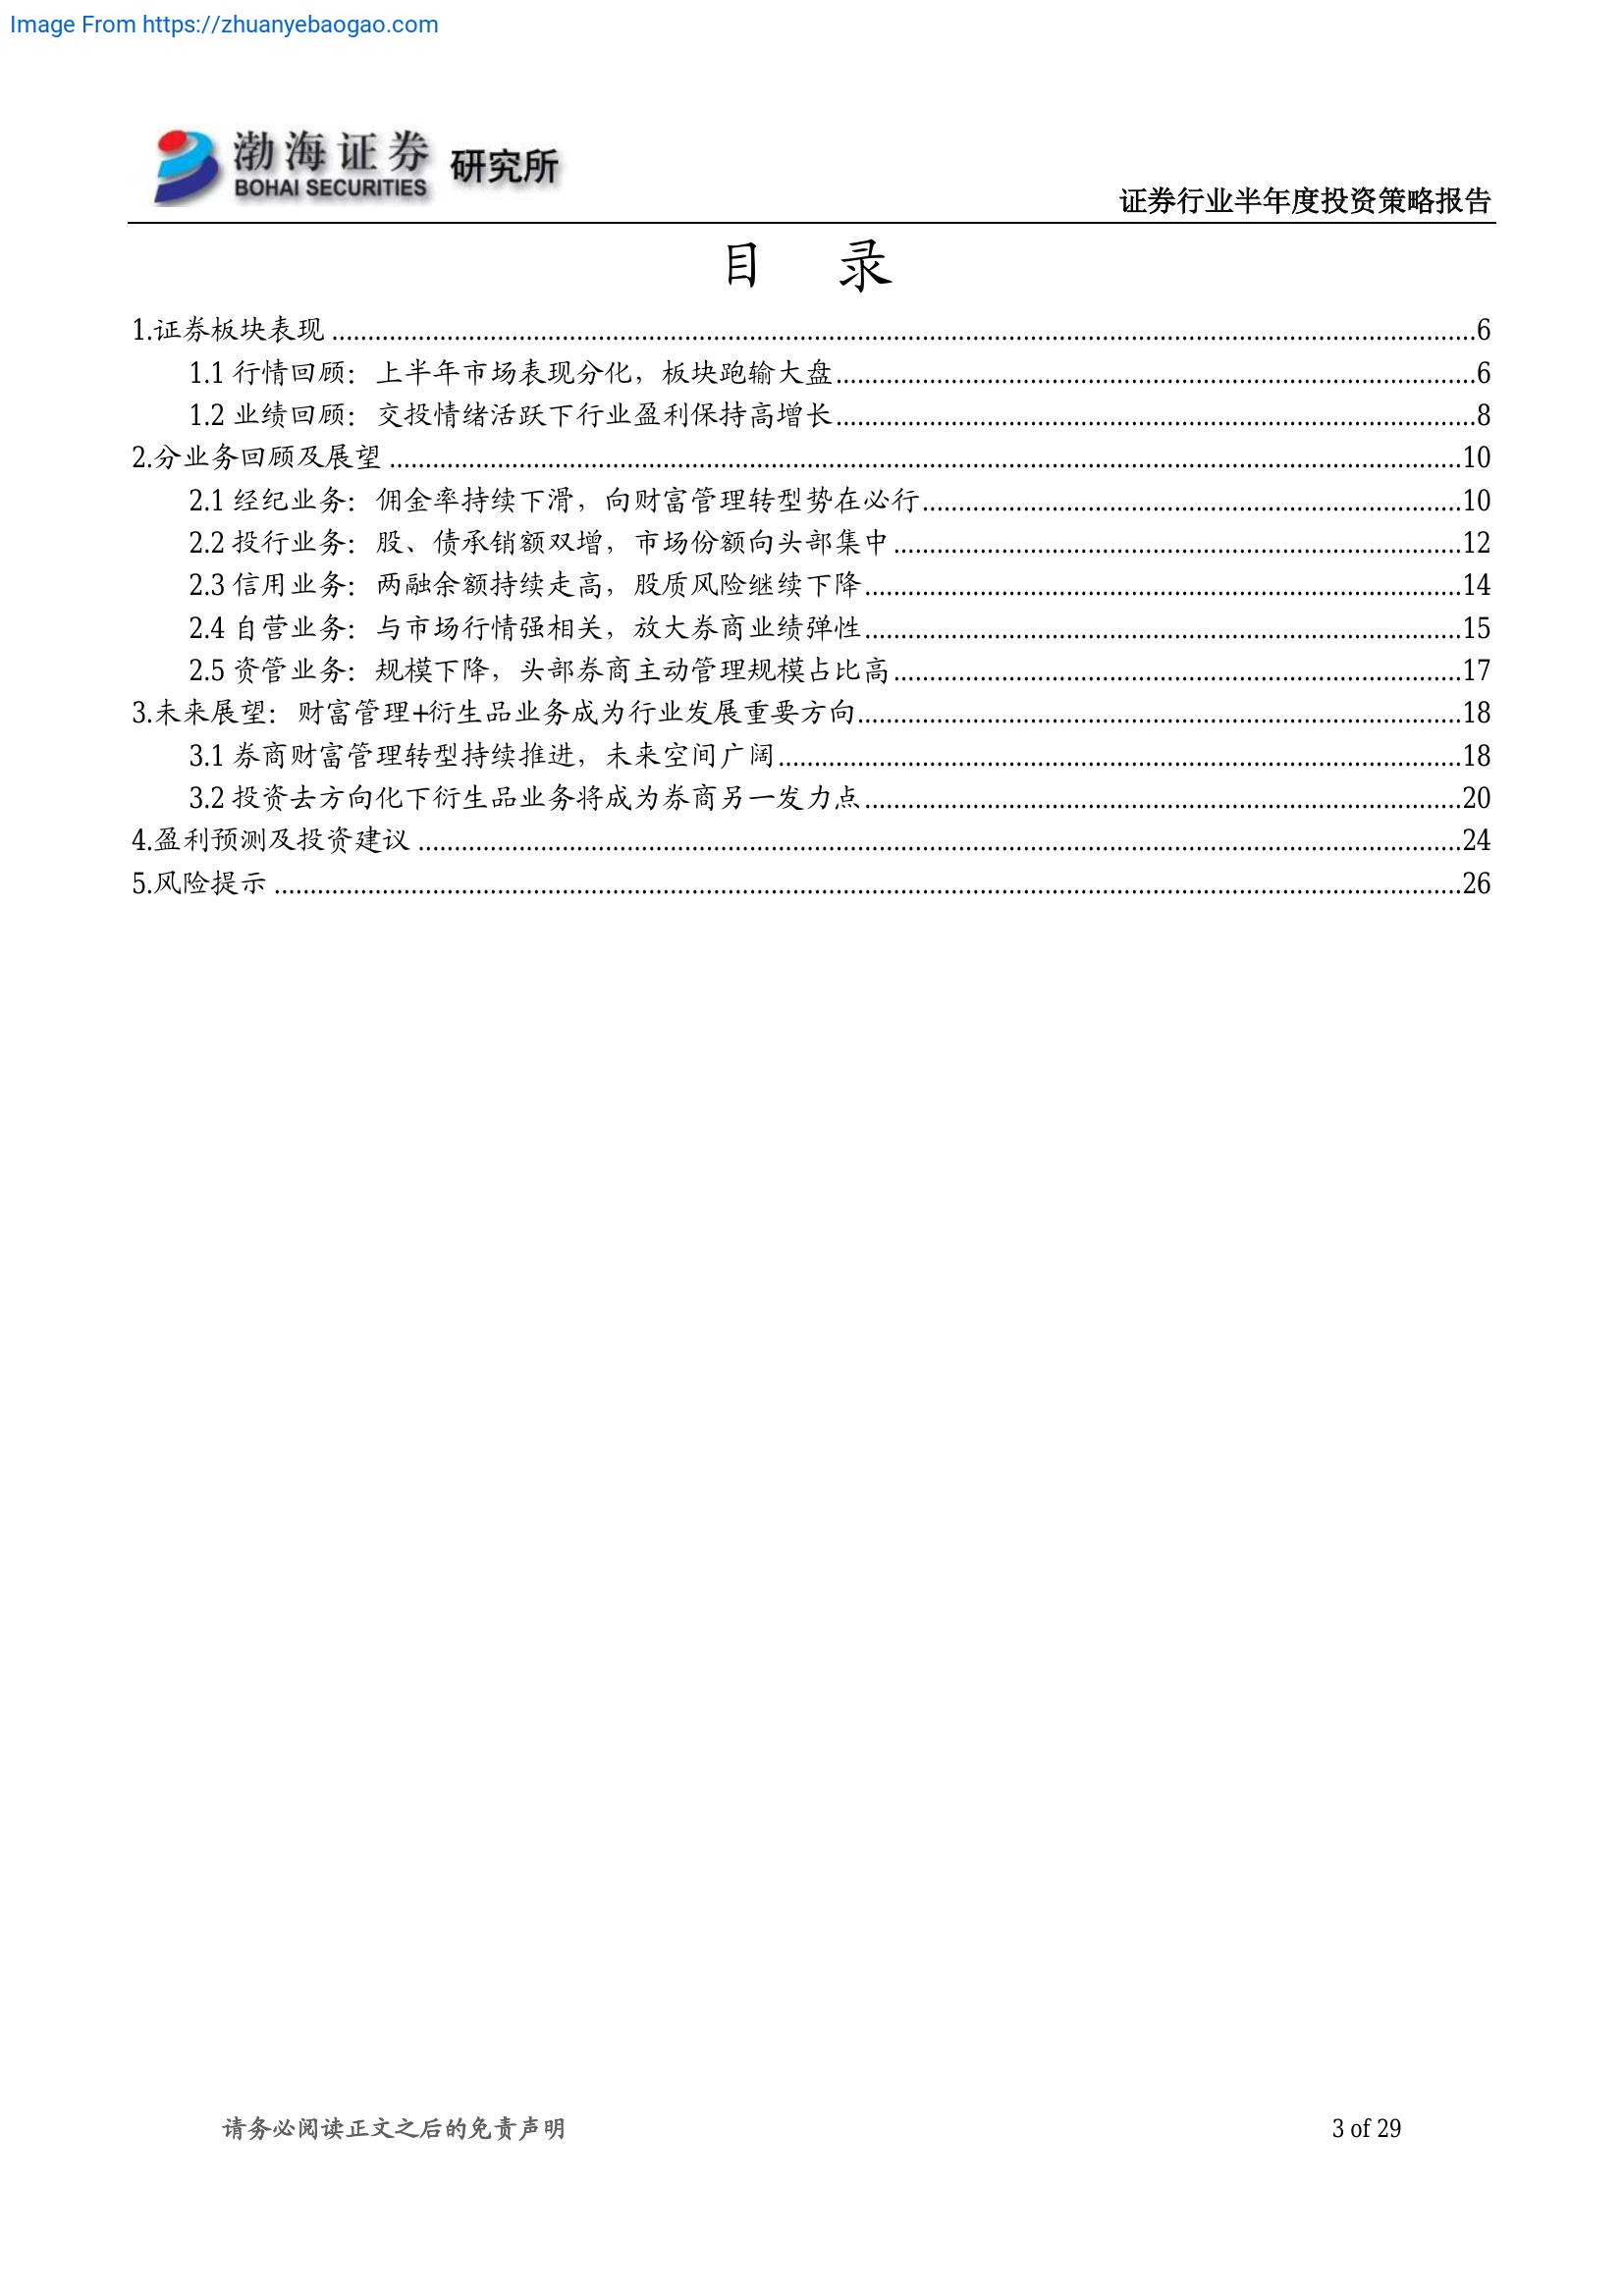 Image From https://zhuanyebaogao.com
渤海证券 研究所
BOHAI SECURITIES
证券行业半年度投资策略报告
目 录
1.证券板块表现 ........ 6
1.1 行情回顾：上半年市场表现分化，板块跑输大盘 ........ 6
1.2 业绩回顾：交投情绪活跃下行业盈利保持高增长 ........ 8
2.分业务回顾及展望 ........ 10
2.1 经纪业务：佣金率持续下滑，向财富管理转型势在必行 ........ 10
2.2 投行业务：股、债承销额双增，市场份额向头部集中 ........ 12
2.3 信用业务：两融余额持续走高，股质风险继续下降 ........ 14
2.4 自营业务：与市场行情强相关，放大券商业绩弹性 ........ 15
2.5 资管业务：规模下降，头部券商主动管理规模占比高 ........ 17
3.未来展望：财富管理+衍生品业务成为行业发展重要方向 ........ 18
3.1 券商财富管理转型持续推进，未来空间广阔 ........ 18
3.2 投资去方向化下衍生品业务将成为券商另一发力点 ........ 20
4.盈利预测及投资建议 ........ 24
5.风险提示 ........ 26
请务必阅读正文之后的免责声明 3 of 29